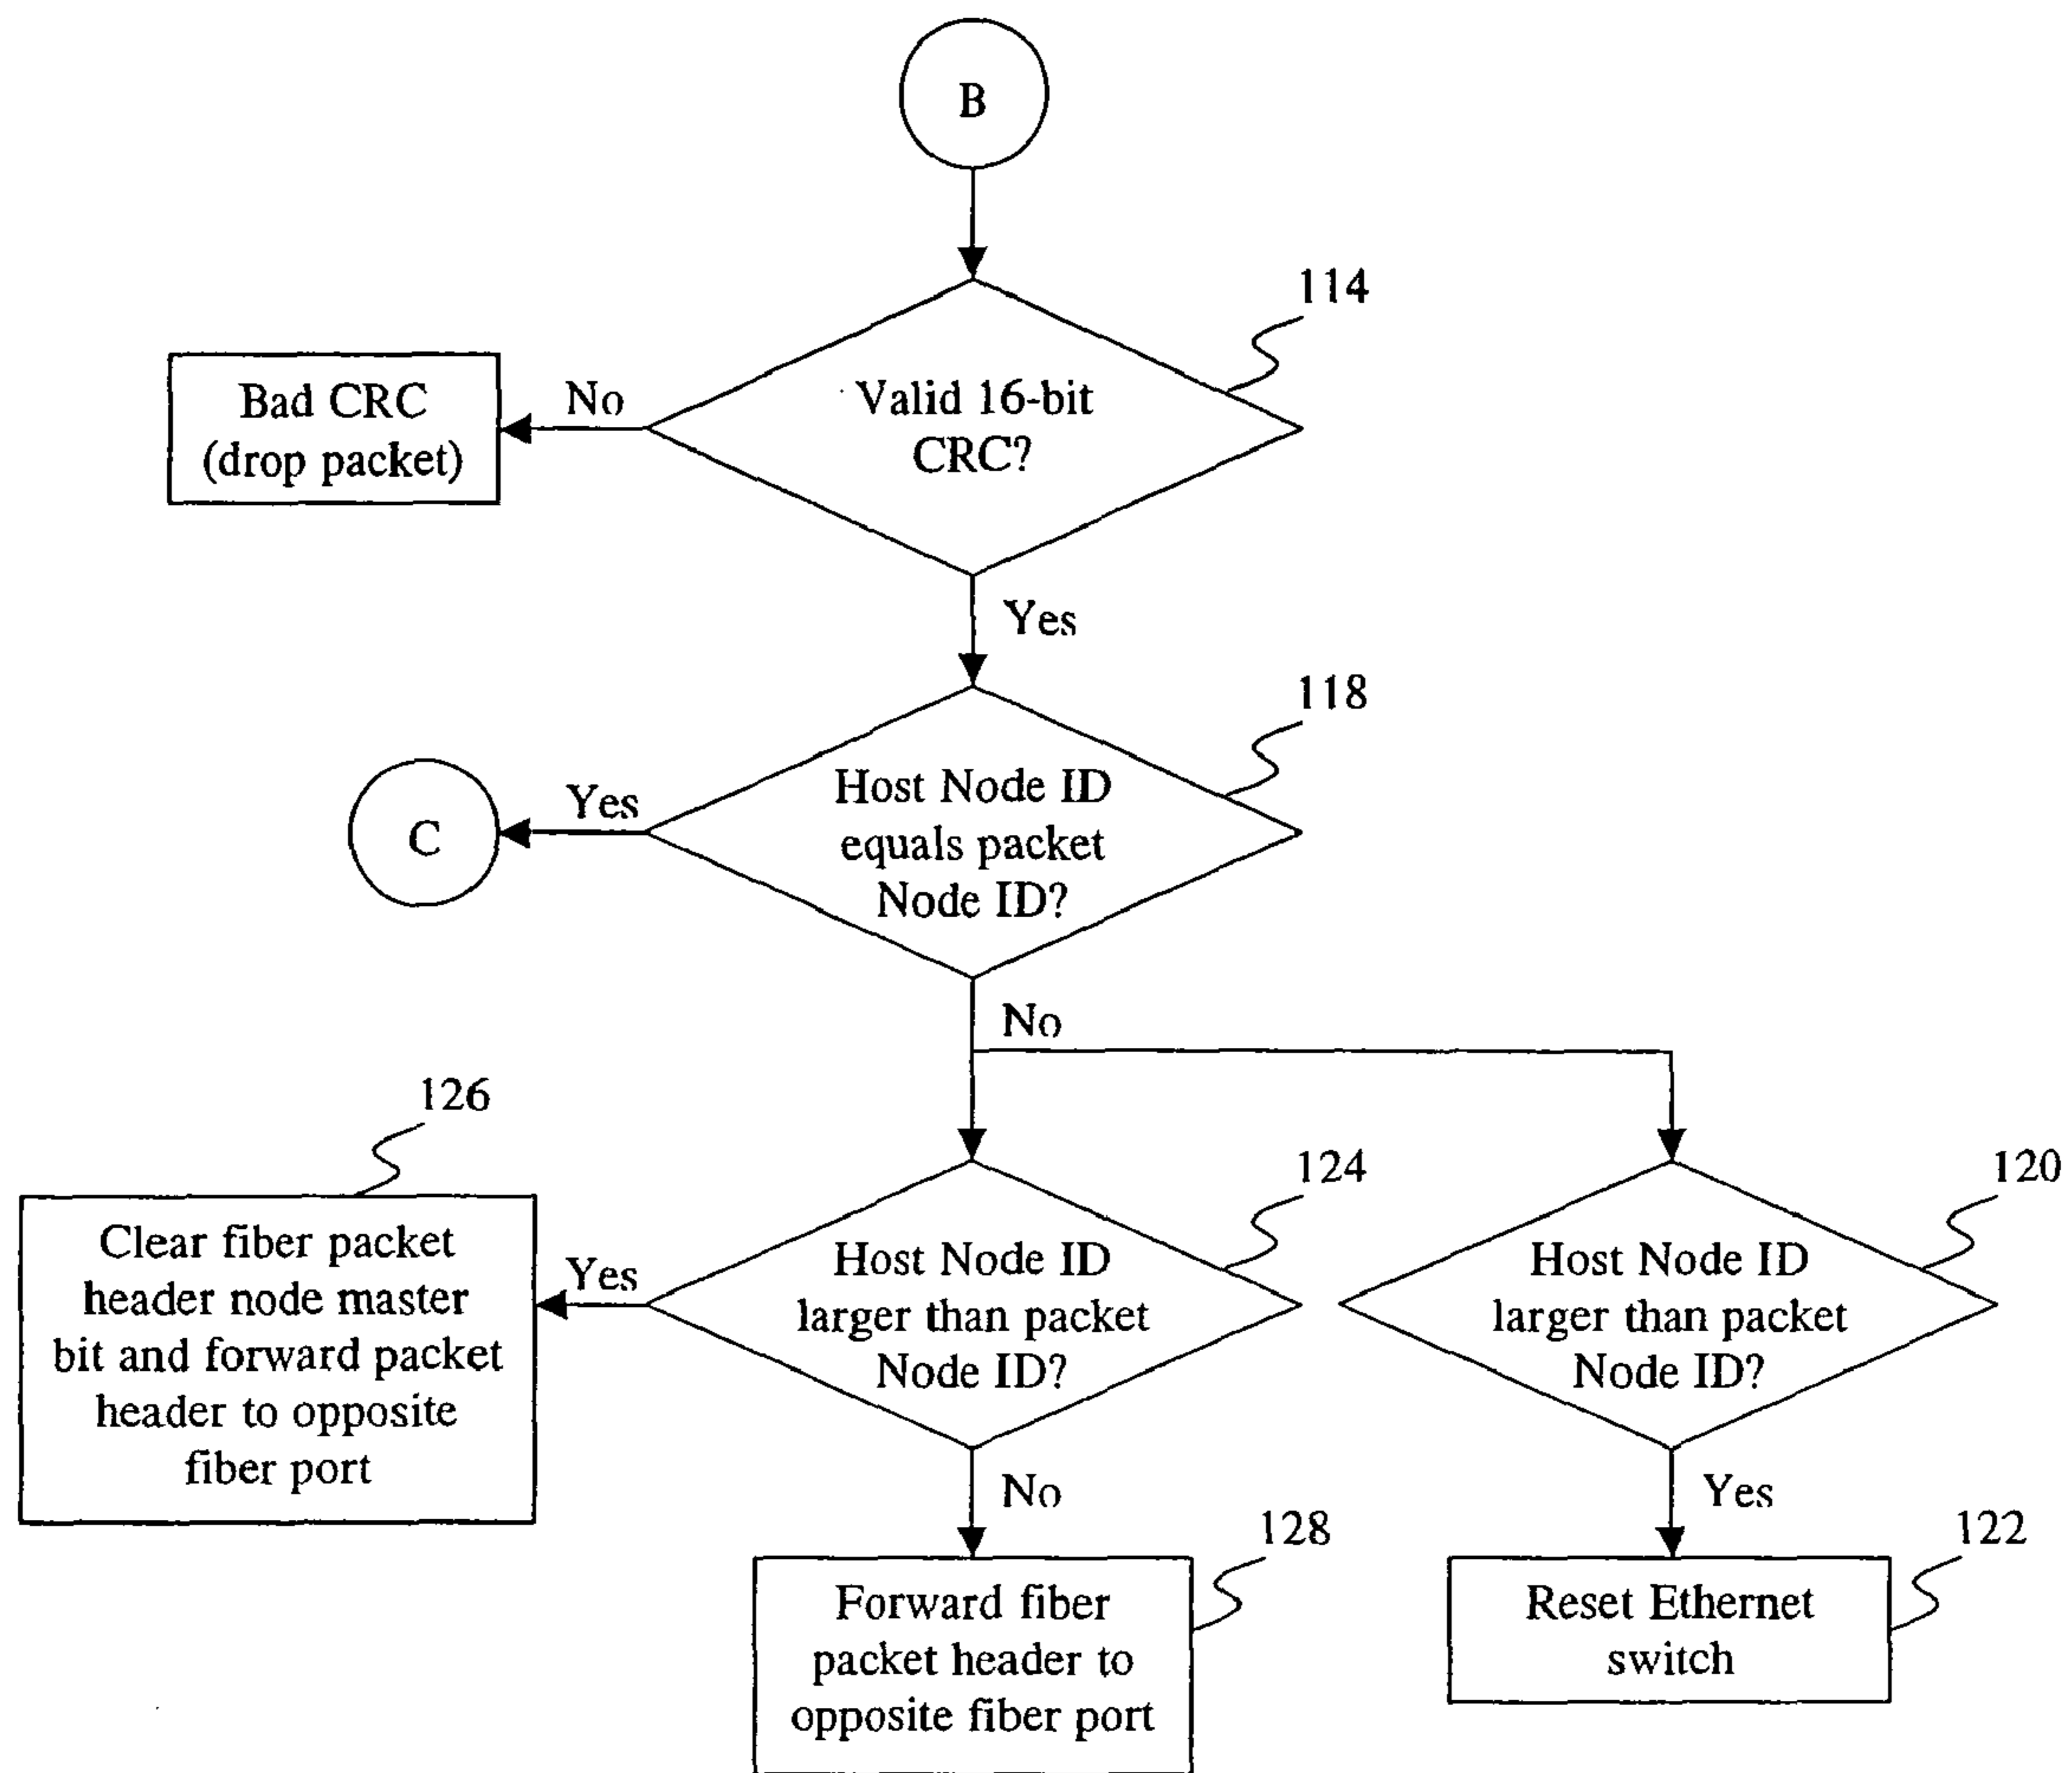 B
114
Valid 16-bit
CRC?
No
Bad CRC
(drop packet)
Yes
118
Host Node ID
equals packet
Node ID?
Yes
C
No
126
Clear fiber packet
header node master
bit and forward packet
header to opposite
fiber port
Yes
124
Host Node ID
larger than packet
Node ID?
120
Host Node ID
larger than packet
Node ID?
No
128
Forward fiber
packet header to
opposite fiber port
Yes
122
Reset Ethernet
switch